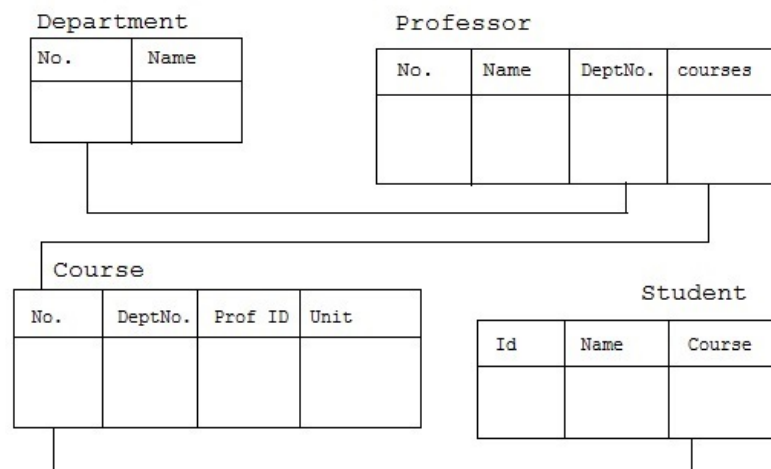 Department
No. Name
Professor
No. Name DeptNo. courses
Course
No. DeptNo. Prof ID Unit
Student
Id Name Course